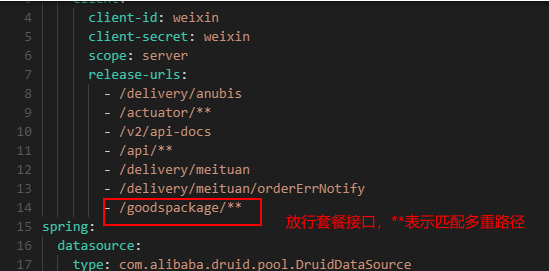 4 client-id: weixin
5 client-secret: weixin
6 scope: server
7 release-urls:
8 - /delivery/anubis
9 - /actuator/**
10 - /v2/api-docs
11 - /api/**
12 - /delivery/meituan
13 - /delivery/meituan/orderErrNotify
14 - /goodspackage/**
放行套餐接口，**表示匹配多重路径
15 spring:
16 datasource:
17 type: com.alibaba.druid.pool.DruidDataSource